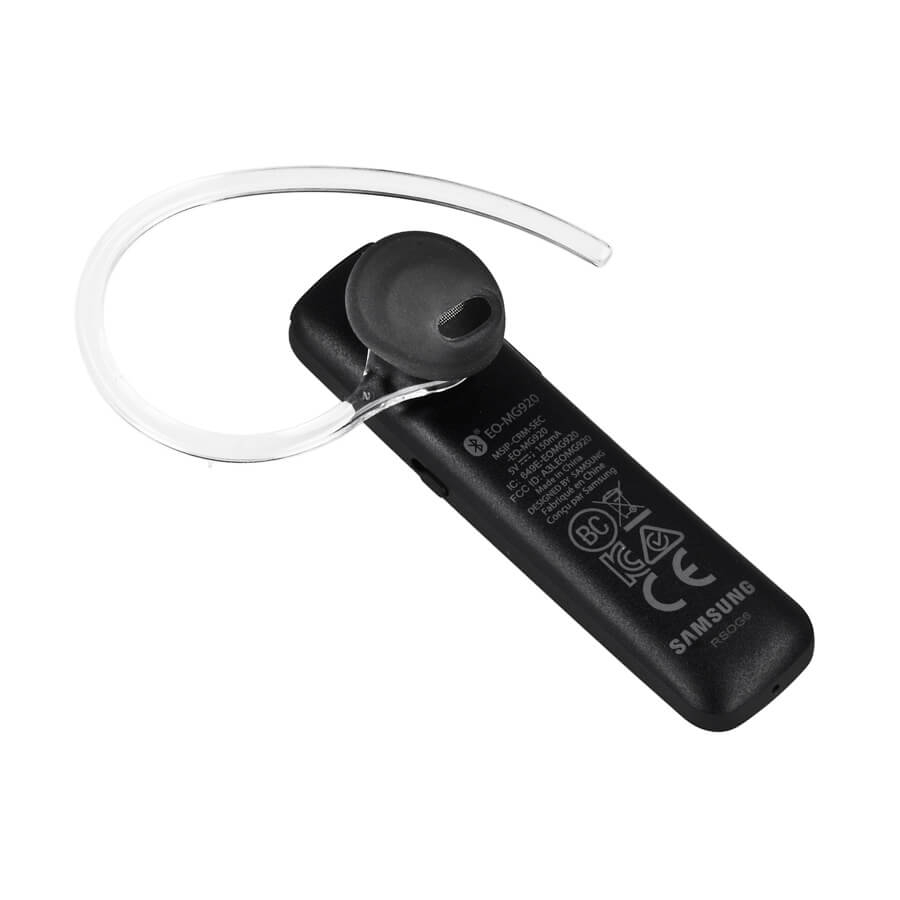 EO-MG920
MSIP-CRM-SEC
-EO-MG920
5V 150mA
IC: 649E-EOMG920
FCC ID: A3LEOMG920
Made in China
DESIGNED BY SAMSUNG
Fabriqué en Chine
Conçu par Samsung
BC
CE
SAMSUNG